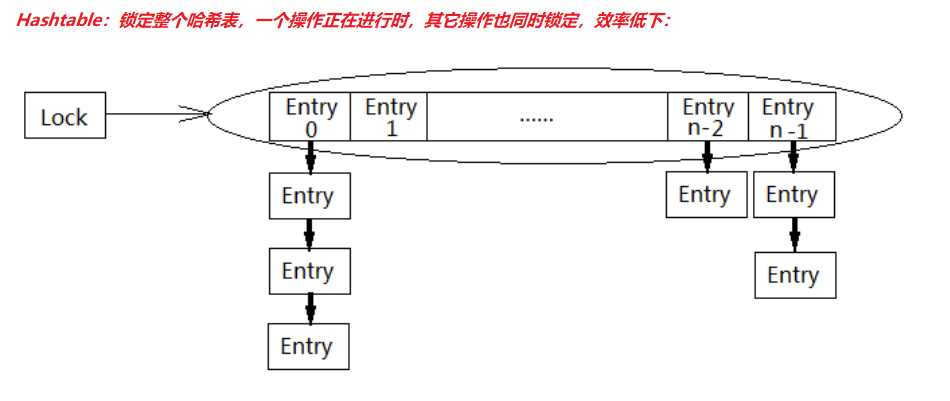 Hashtable：锁定整个哈希表，一个操作正在进行时，其它操作也同时锁定，效率低下：
Lock
Entry 0
Entry 1
......
Entry n-2
Entry n -1
Entry
Entry
Entry
Entry
Entry
Entry